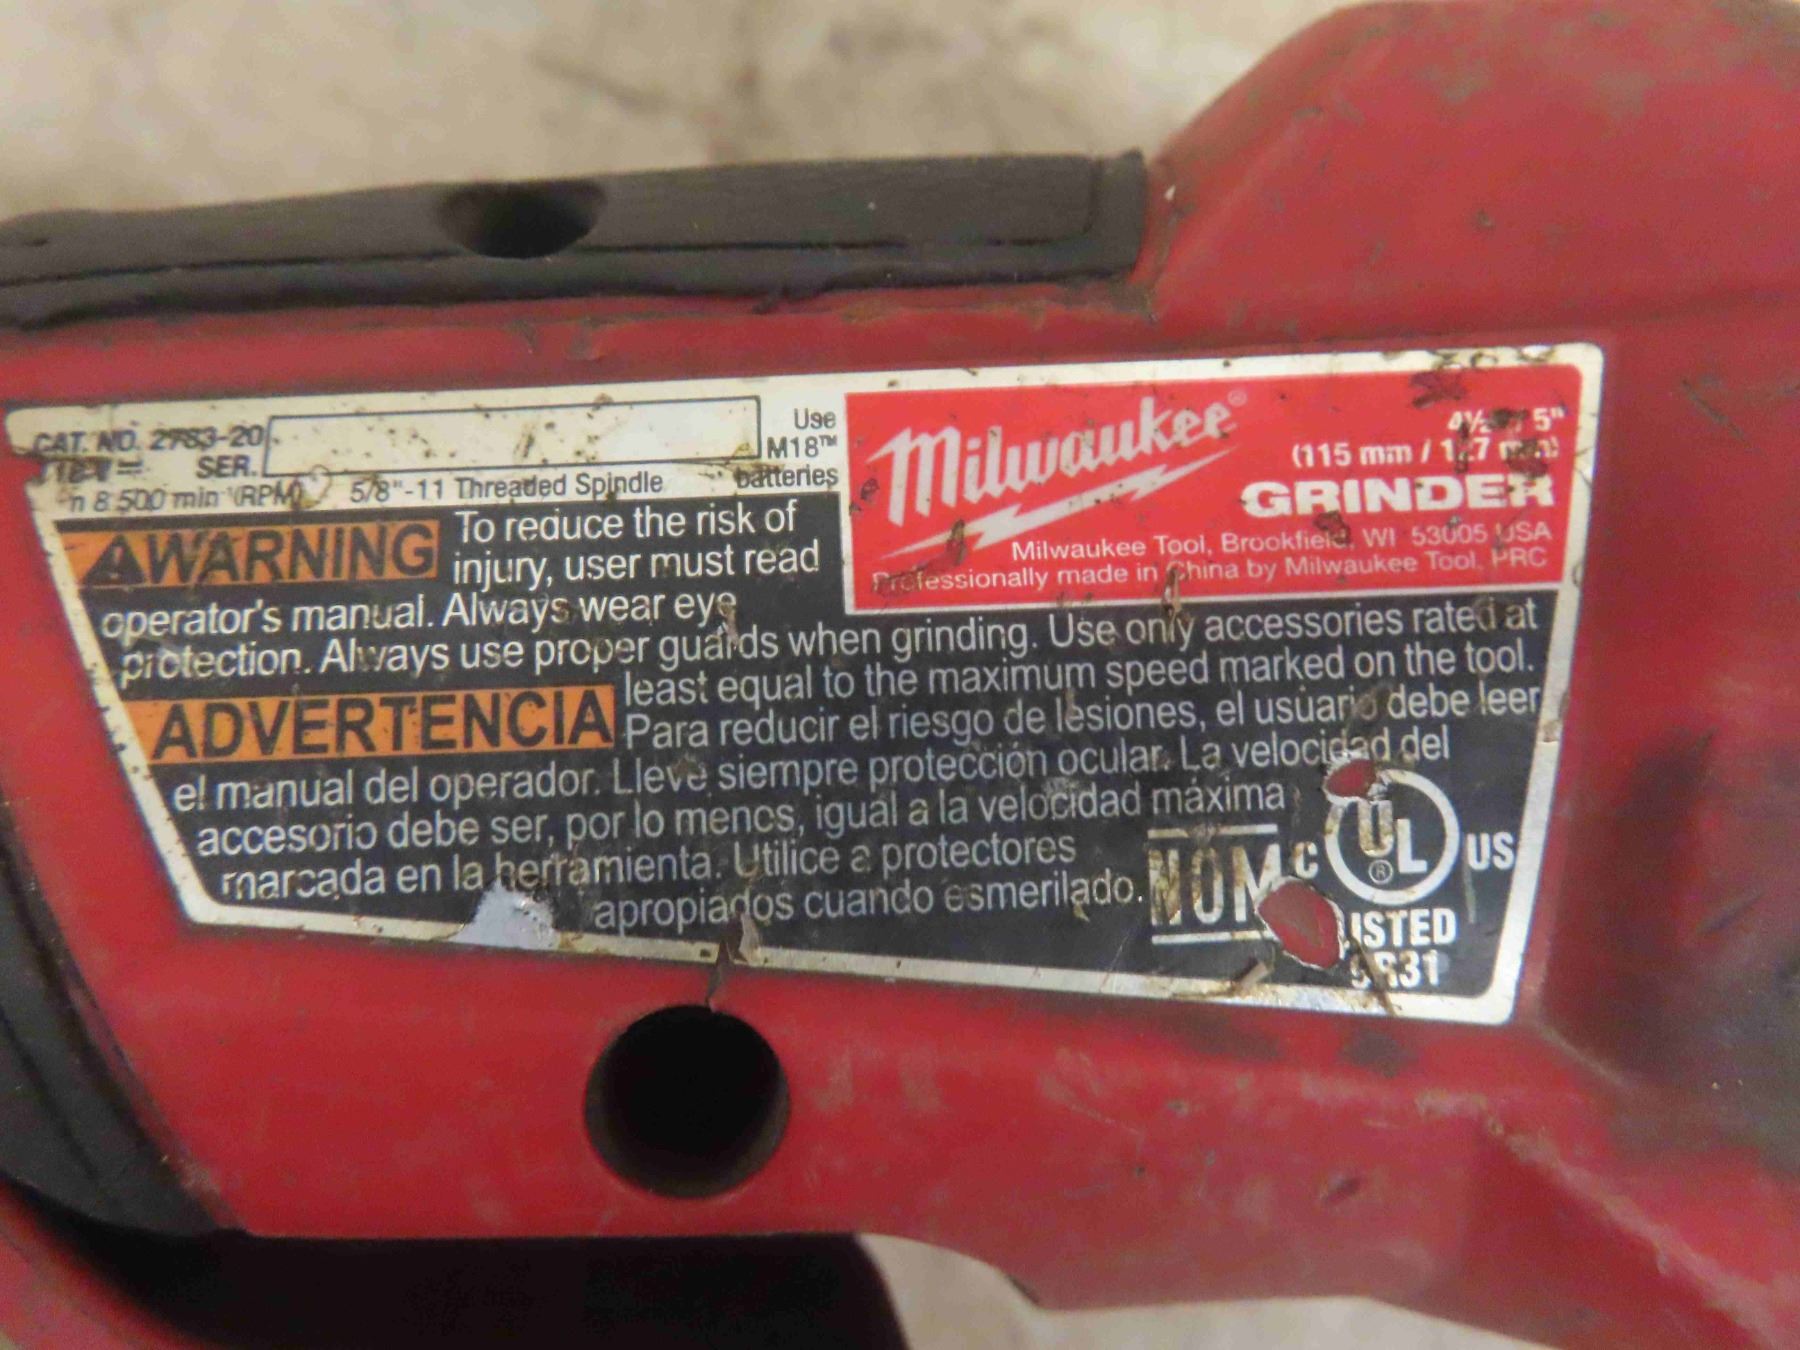 CAT. NO. 2783-20
18 V
SER.
n 8 500 min (RPM) 5/8"-11 Threaded Spindle
Use
M18™
batteries
Milwaukee®
4½" / 5"
(115 mm / 127 mm)
GRINDER
Milwaukee Tool, Brookfield, WI 53005 USA
Professionally made in China by Milwaukee Tool, PRC
WARNING To reduce the risk of
injury, user must read
operator's manual. Always wear eye
protection. Always use proper guards when grinding. Use only accessories rated at
least equal to the maximum speed marked on the tool.
ADVERTENCIA Para reducir el riesgo de lesiones, el usuario debe leer
el manual del operador. Lleve siempre protección ocular. La velocidad del
accesorio debe ser, por lo menos, igual a la velocidad máxima
marcada en la herramienta. Utilice a protectores
apropiados cuando esmerilado.
NOM
C UL® US
LISTED
9R31